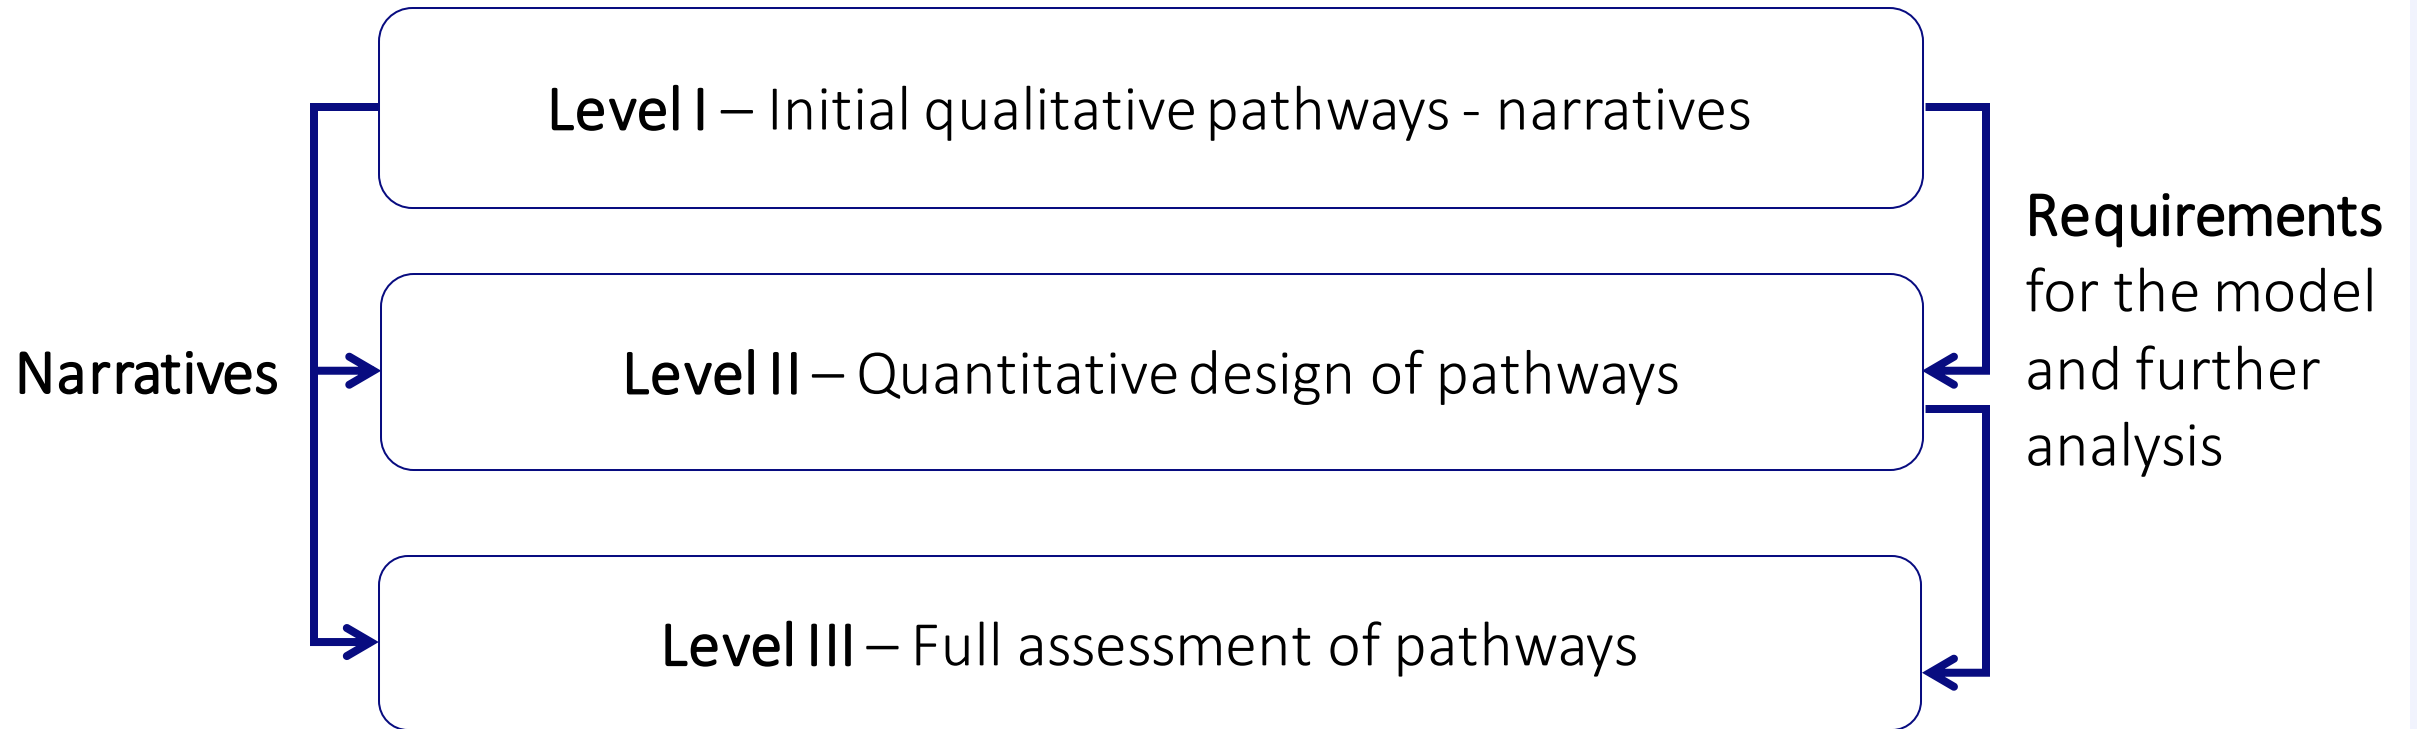 Level I – Initial qualitative pathways - narratives
Narratives
Level II – Quantitative design of pathways
Requirements
for the model
and further
analysis
Level III – Full assessment of pathways